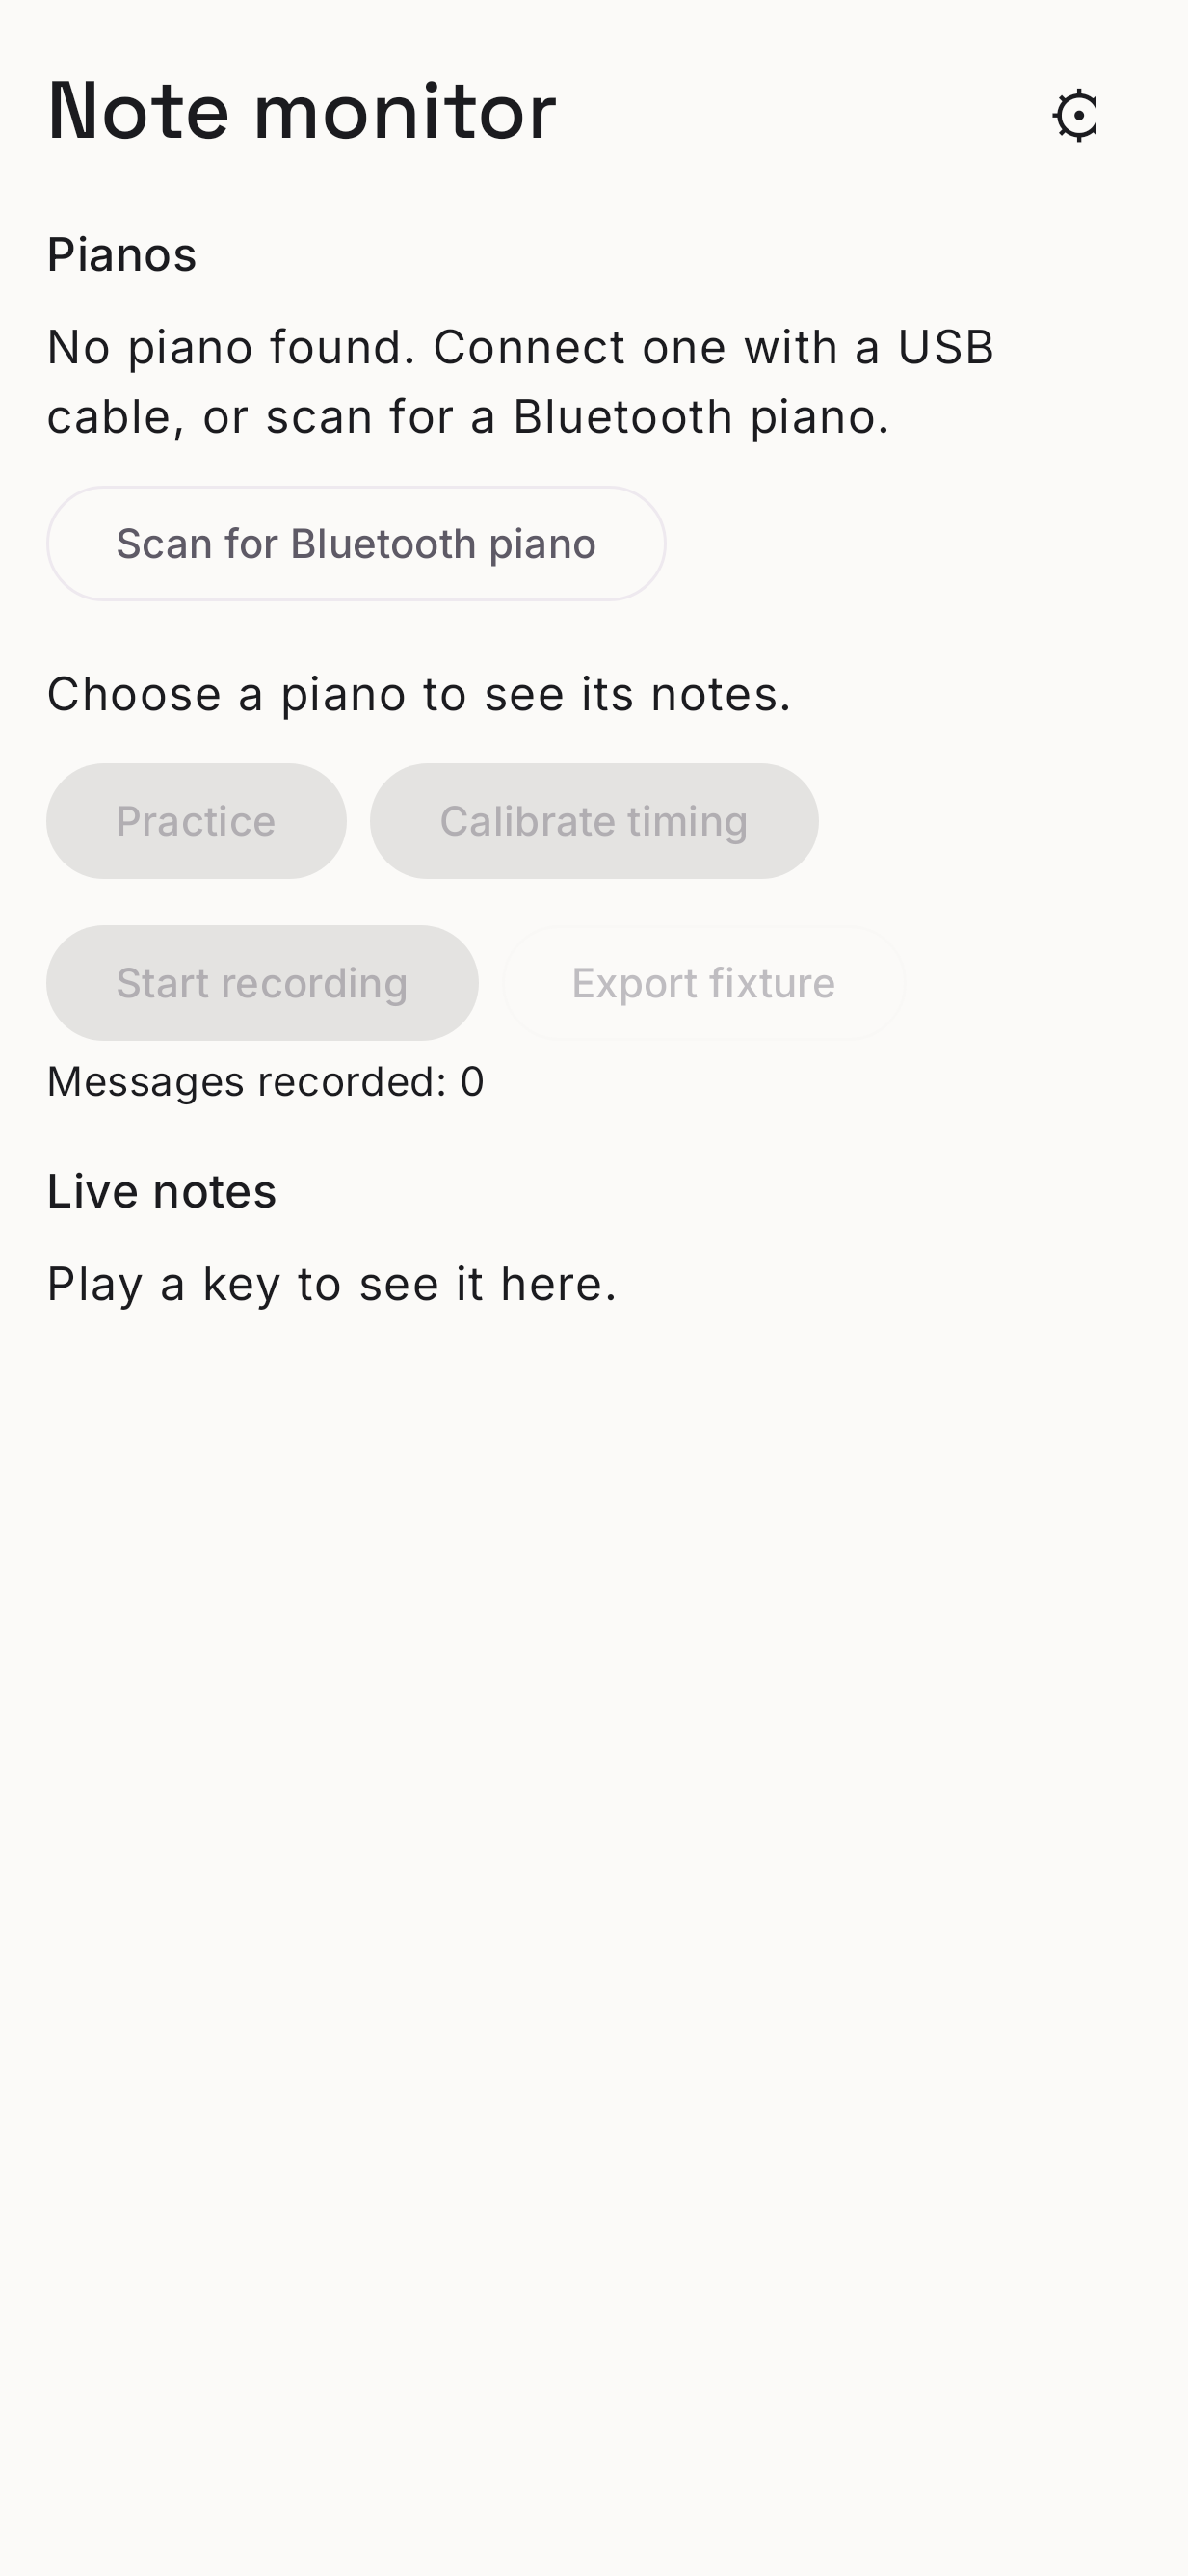 Note monitor
Pianos
No piano found. Connect one with a USB
cable, or scan for a Bluetooth piano.
Scan for Bluetooth piano
Choose a piano to see its notes.
Practice
Calibrate timing
Start recording
Export fixture
Messages recorded: 0
Live notes
Play a key to see it here.